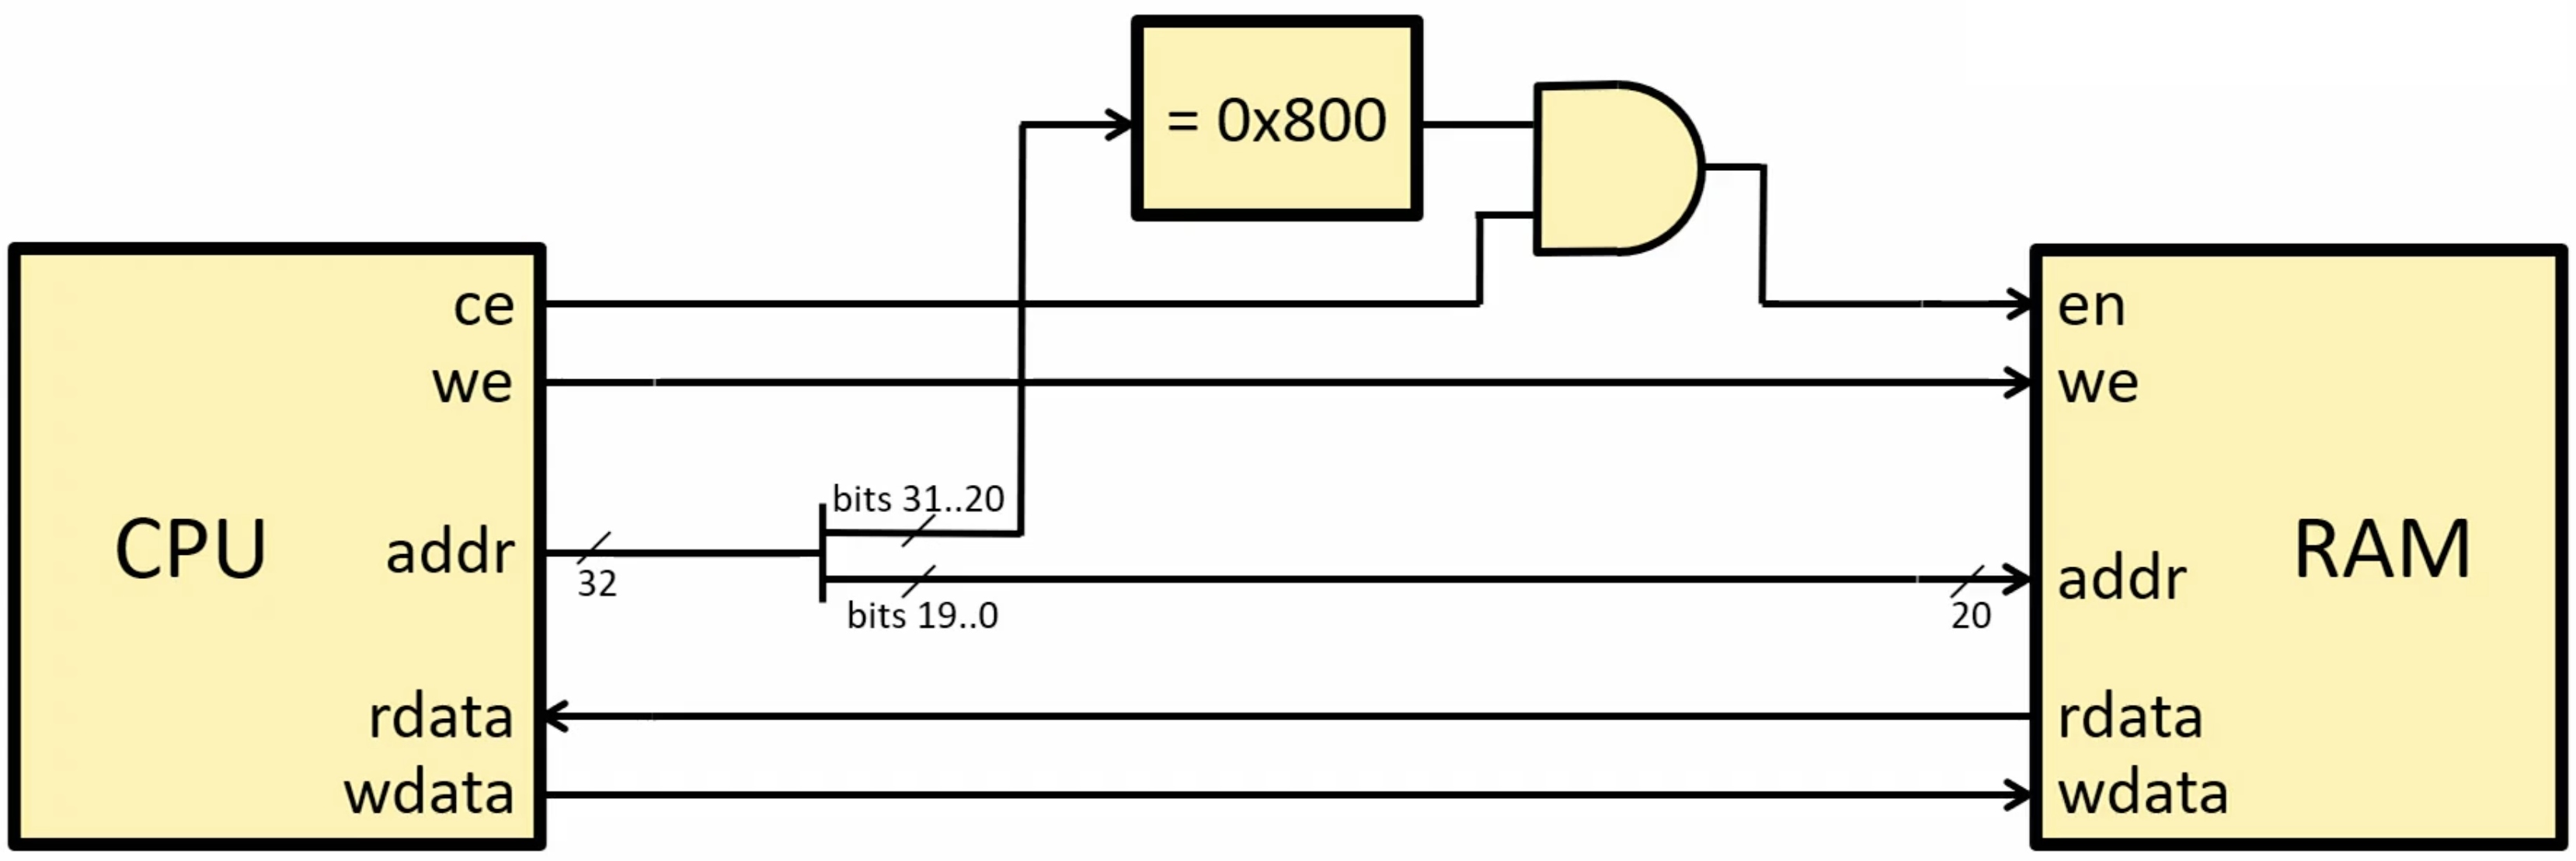 = 0x800
ce
en
we
we
bits 31..20
CPU
addr
32
bits 19..0
20
addr
RAM
rdata
rdata
wdata
wdata